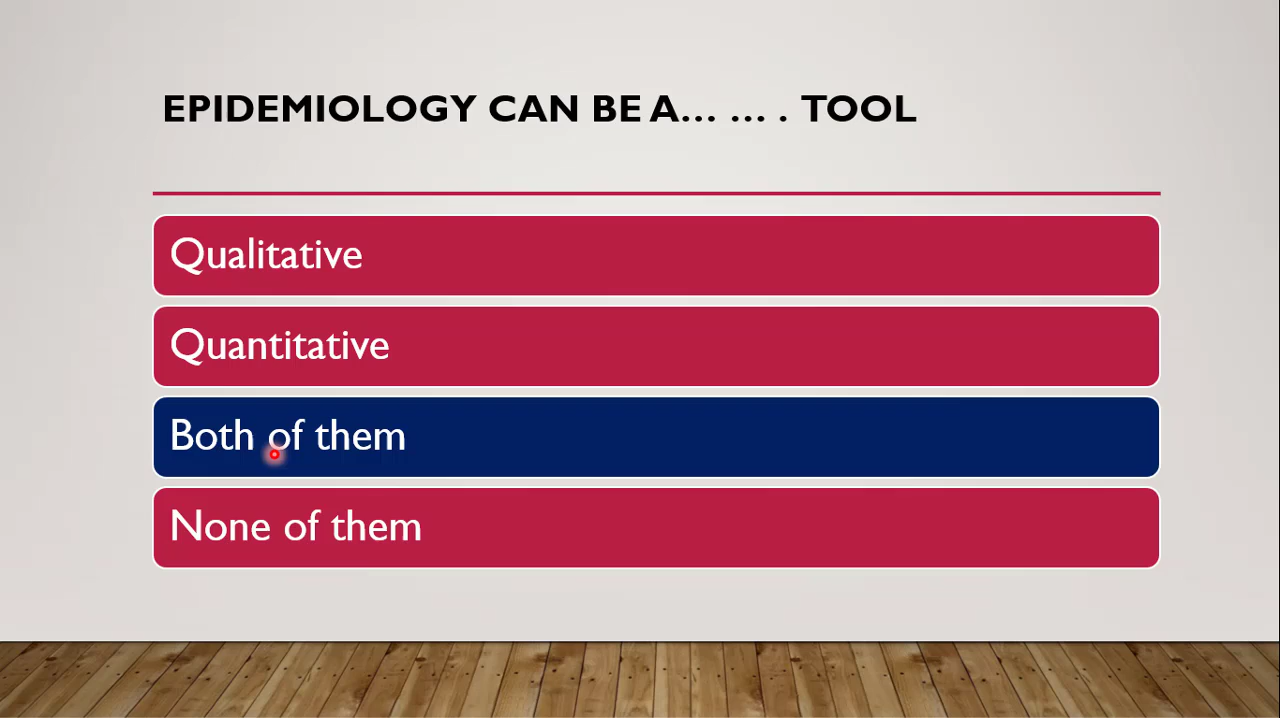 EPIDEMIOLOGY CAN BE A... ... . TOOL
Qualitative
Quantitative
Both of them
None of them